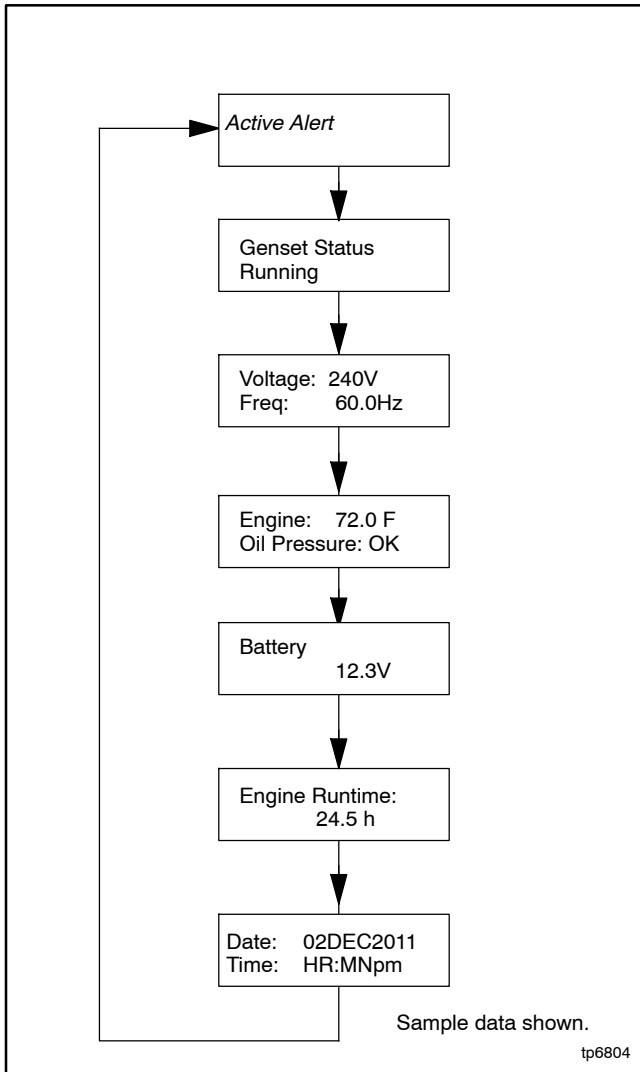 Active Alert
Genset Status
Running
Voltage: 240V
Freq: 60.0Hz
Engine: 72.0 F
Oil Pressure: OK
Battery
12.3V
Engine Runtime:
24.5 h
Date: 02DEC2011
Time: HR:MNpm
Sample data shown.
tp6804